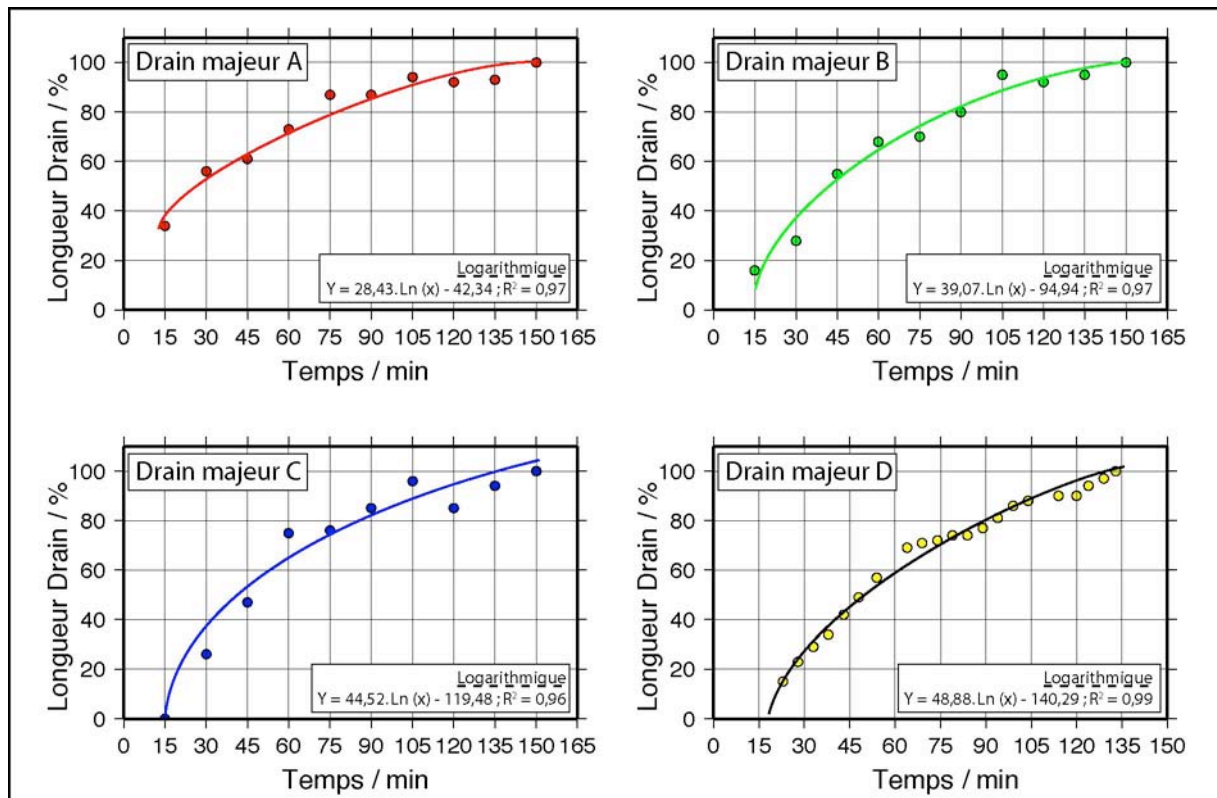 Drain majeur A
Longueur Drain / %
100
80
60
40
20
0
Logarithmique
Y = 28,43.Ln (x) - 42,34 ; R² = 0,97
0 15 30 45 60 75 90 105 120 135 150 165
Temps / min
Drain majeur B
Longueur Drain / %
100
80
60
40
20
0
Logarithmique
Y = 39,07.Ln (x) - 94,94 ; R² = 0,97
0 15 30 45 60 75 90 105 120 135 150 165
Temps / min
Drain majeur C
Longueur Drain / %
100
80
60
40
20
0
Logarithmique
Y = 44,52.Ln (x) - 119,48 ; R² = 0,96
0 15 30 45 60 75 90 105 120 135 150 165
Temps / min
Drain majeur D
Longueur Drain / %
100
80
60
40
20
0
Logarithmique
Y = 48,88.Ln (x) - 140,29 ; R² = 0,99
0 15 30 45 60 75 90 105 120 135 150
Temps / min